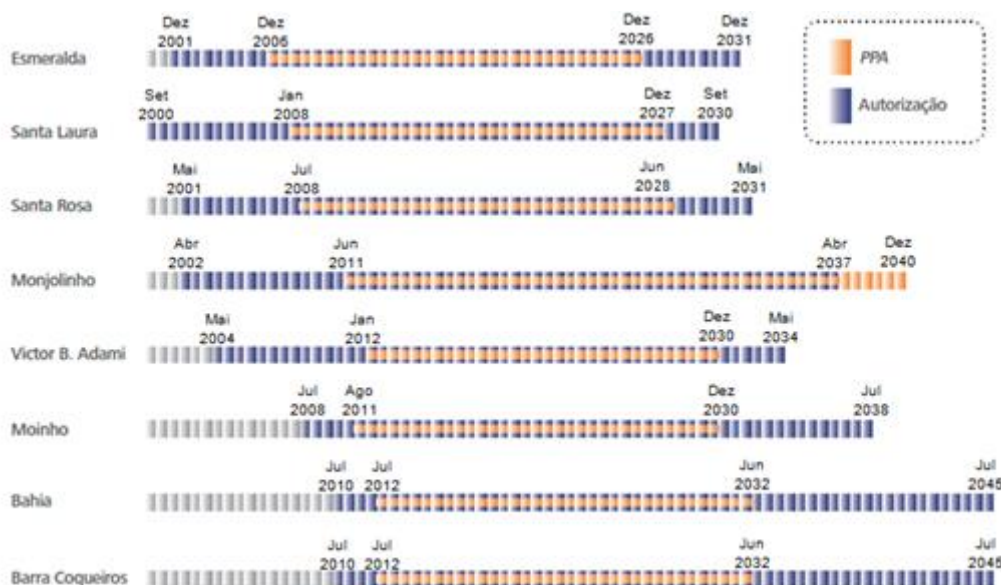 Dez Dez Dez Dez
2001 2006 2026 2031
Esmeralda
PPA
Autorização
Set Jan Dez Set
2000 2008 2027 2030
Santa Laura
Mai Jul Jun Mai
2001 2008 2028 2031
Santa Rosa
Abr Jun Abr Dez
2002 2011 2037 2040
Monjolinho
Mai Jan Dez Mai
2004 2012 2030 2034
Victor B. Adami
Jul Ago Dez Jul
2008 2011 2030 2038
Moinho
Jul Jul Jun Jul
2010 2012 2032 2045
Bahia
Jul Jul Jun Jul
2010 2012 2032 2045
Barra Coqueiros